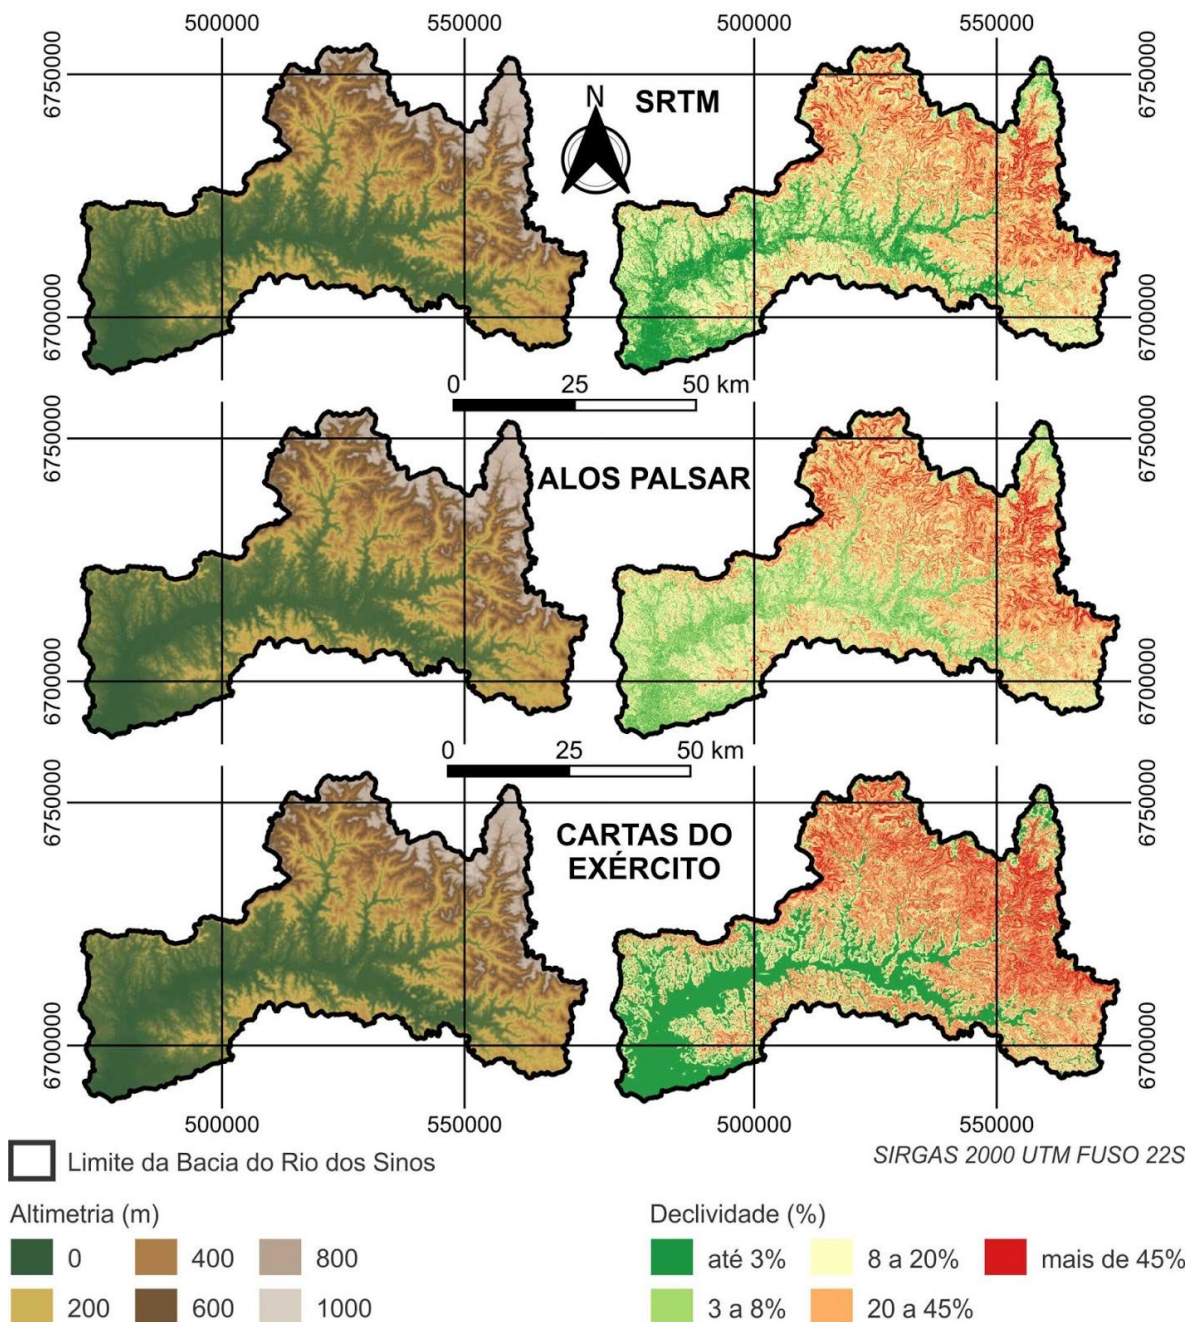 500000 550000 500000 550000
6750000 6750000
N
SRTM
6700000 6700000
0 25 50 km
6750000 6750000
ALOS PALSAR
6700000 6700000
0 25 50 km
6750000 6750000
CARTAS DO
EXÉRCITO
6700000 6700000
500000 550000 500000 550000
Limite da Bacia do Rio dos Sinos
SIRGAS 2000 UTM FUSO 22S
Altimetria (m)
0 400 800
200 600 1000
Declividade (%)
até 3% 8 a 20% mais de 45%
3 a 8% 20 a 45%